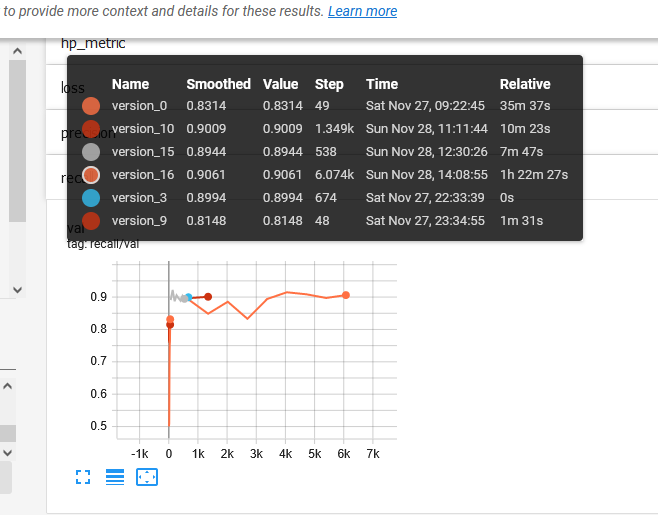 to provide more context and details for these results. Learn more
hp_metric
loss
Name Smoothed Value Step Time Relative
version_0 0.8314 0.8314 49 Sat Nov 27, 09:22:45 35m 37s
version_10 0.9009 0.9009 1.349k Sun Nov 28, 11:11:44 10m 23s
precision
version_15 0.8944 0.8944 538 Sun Nov 28, 12:30:26 7m 47s
version_16 0.9061 0.9061 6.074k Sun Nov 28, 14:08:55 1h 22m 27s
recall
version_3 0.8994 0.8994 674 Sat Nov 27, 22:33:39 0s
version_9 0.8148 0.8148 48 Sat Nov 27, 23:34:55 1m 31s
val
tag: recall/val
0.9
0.8
0.7
0.6
0.5
-1k 0 1k 2k 3k 4k 5k 6k 7k